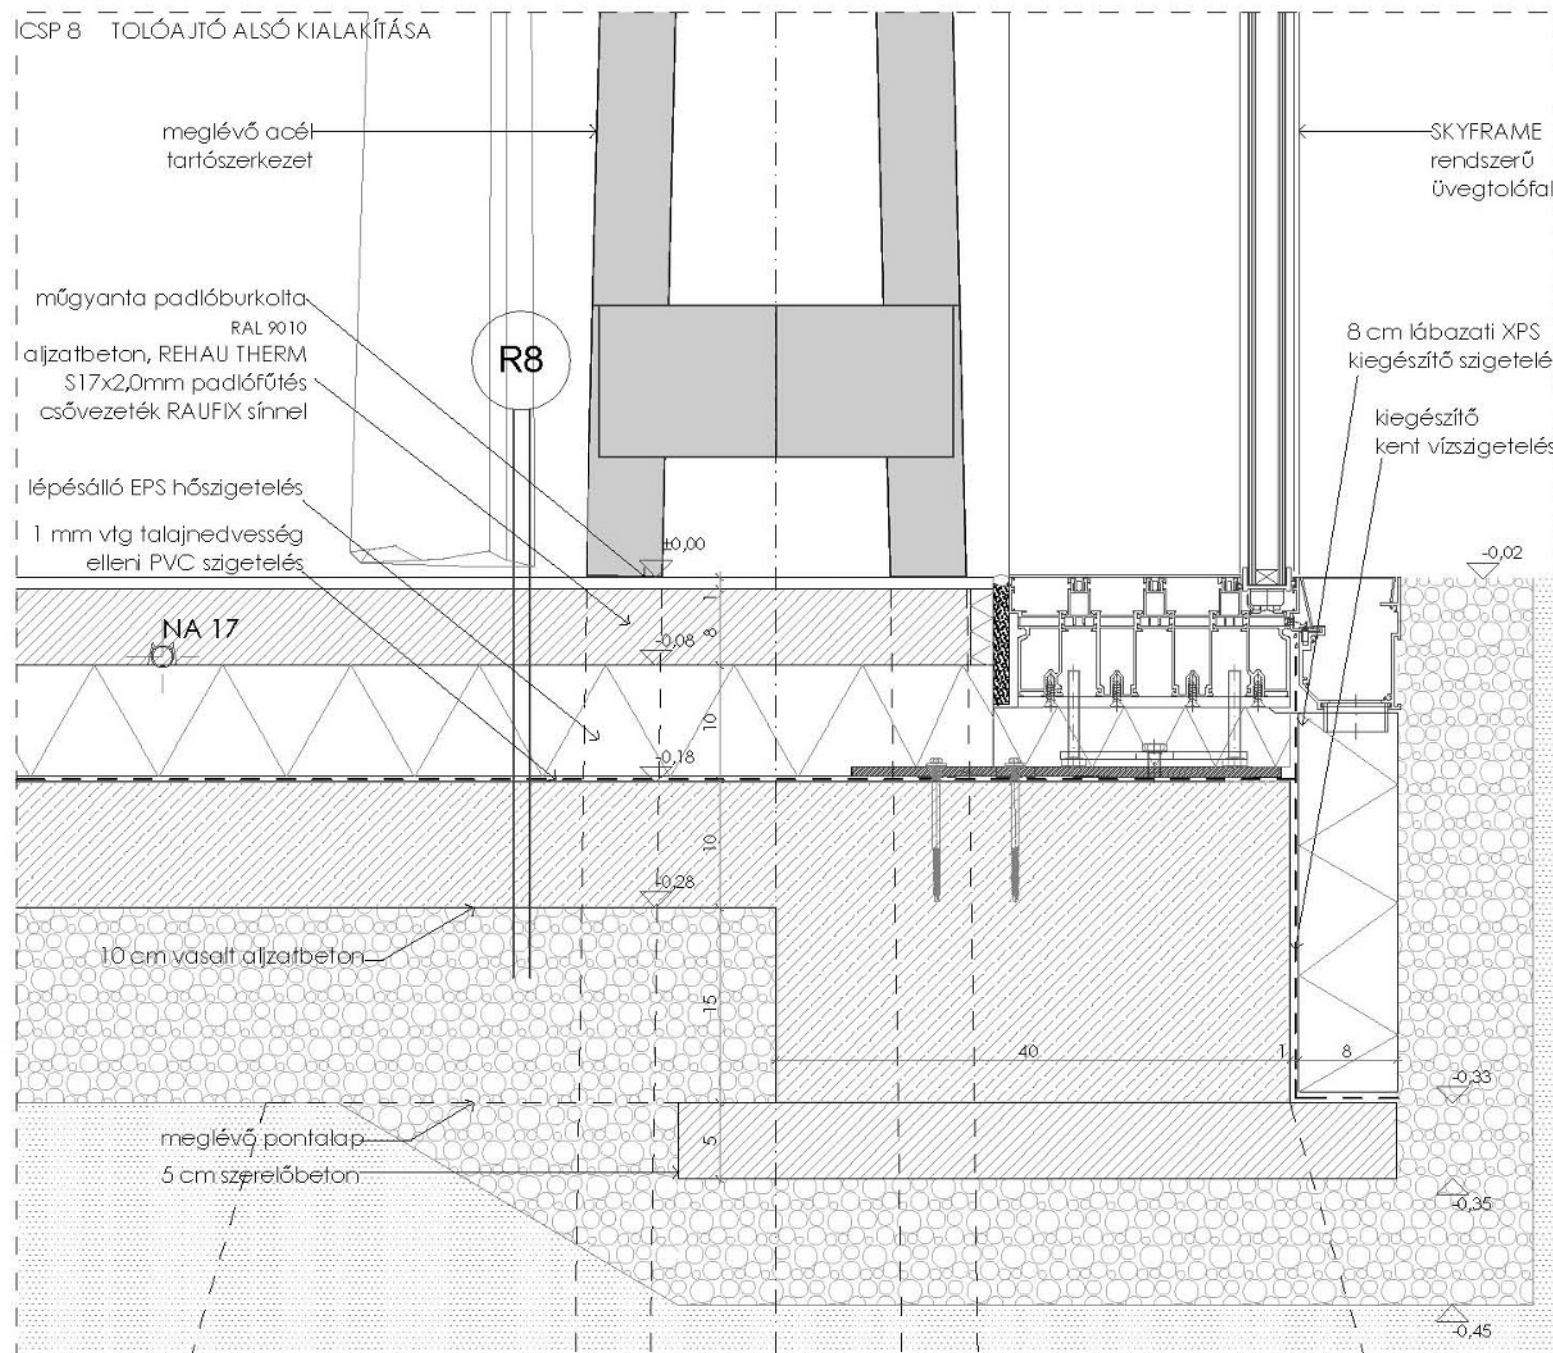 CSP 8 TOLÓAJTÓ ALSÓ KIALAKÍTÁSA
meglévő acél
tartószerkezet
SKYFRAME
rendszerű
üvegtolófal
műgyanta padlóburkolta
RAL 9010
aljzatbeton, REHAU THERM
S17x2,0mm padlófűtés
csővezeték RAUFIX sínnel
R8
8 cm lábazati XPS
kiegészítő szigetelé
kiegészítő
kent vízszigetelés
lépésálló EPS hőszigetelés
1 mm vtg talajnedvesség
elleni PVC szigetelés
±0,00
-0,02
1
NA 17
-0,08
8
10
-0,18
10
-0,28
10 cm vasalt aljzatbeton
15
40
1
8
-0,33
meglévő pontalap
5
5 cm szerelőbeton
-0,35
-0,45